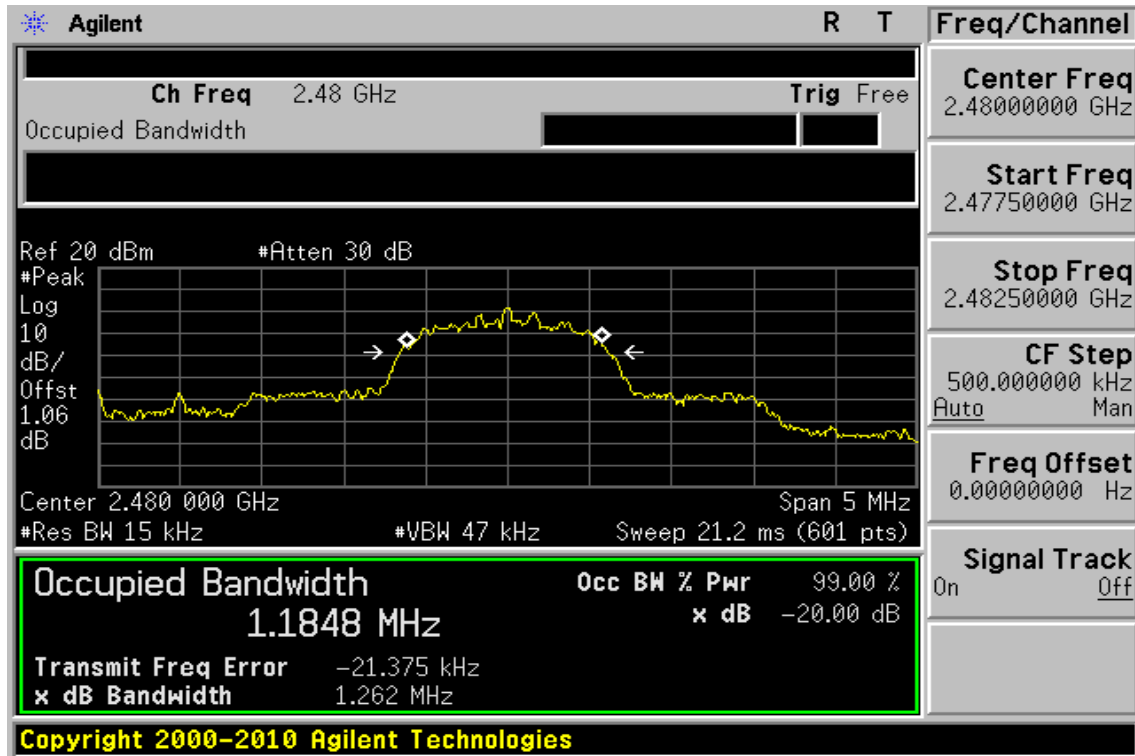 Agilent R T
Ch Freq 2.48 GHz Trig Free
Occupied Bandwidth
Ref 20 dBm #Atten 30 dB
#Peak
Log
10
dB/
Offst
1.06
dB
Center 2.480 000 GHz Span 5 MHz
#Res BW 15 kHz #VBW 47 kHz Sweep 21.2 ms (601 pts)
Occupied Bandwidth
1.1848 MHz
Occ BW % Pwr 99.00 %
x dB -20.00 dB
Transmit Freq Error -21.375 kHz
x dB Bandwidth 1.262 MHz
Copyright 2000-2010 Agilent Technologies
Freq/Channel
Center Freq
2.48000000 GHz
Start Freq
2.47750000 GHz
Stop Freq
2.48250000 GHz
CF Step
500.000000 kHz
Auto Man
Freq Offset
0.00000000 Hz
Signal Track
On Off